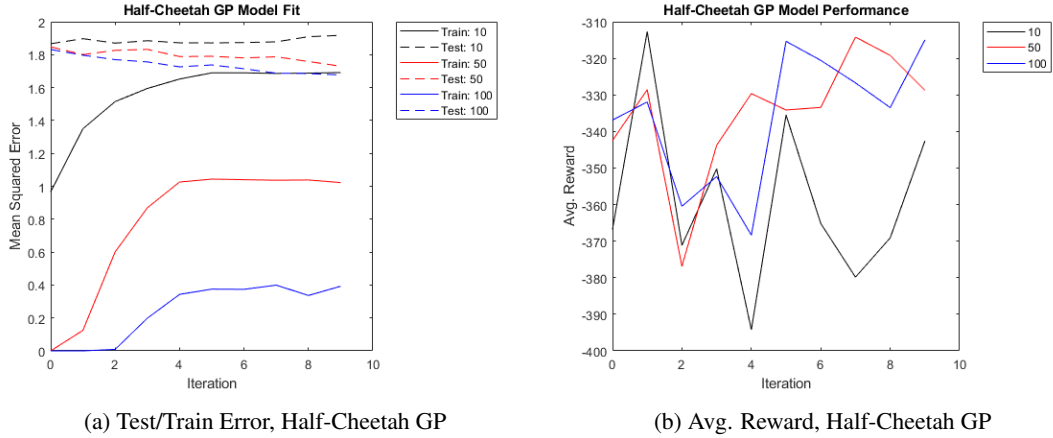 Half-Cheetah GP Model Fit
Mean Squared Error
2
1.8
1.6
1.4
1.2
1
0.8
0.6
0.4
0.2
0
0 2 4 6 8 10
Iteration
Train: 10
Test: 10
Train: 50
Test: 50
Train: 100
Test: 100
(a) Test/Train Error, Half-Cheetah GP
Half-Cheetah GP Model Performance
Avg. Reward
-310
-320
-330
-340
-350
-360
-370
-380
-390
-400
0 2 4 6 8 10
Iteration
10
50
100
(b) Avg. Reward, Half-Cheetah GP